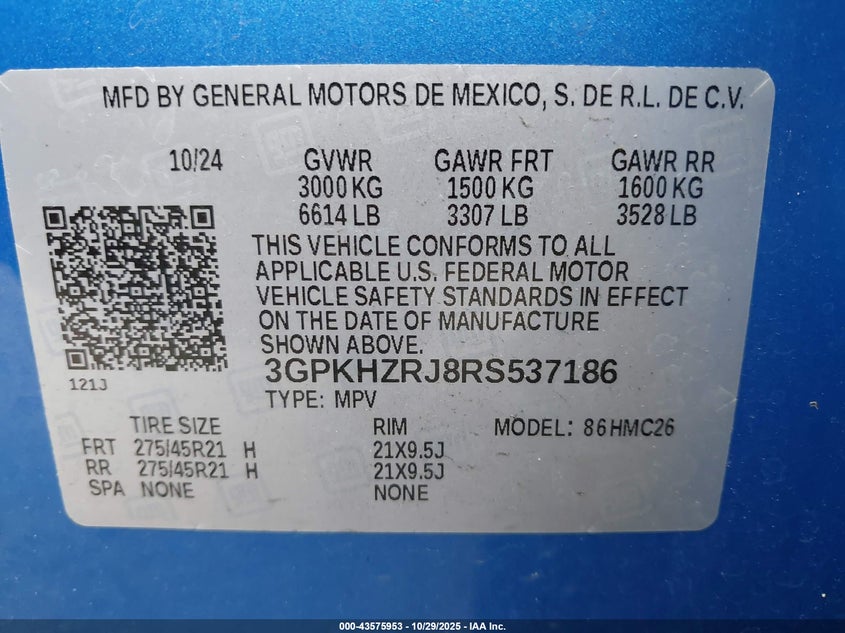 MFD BY GENERAL MOTORS DE MEXICO, S. DE R.L. DE C.V.
10/24 GVWR GAWR FRT GAWR RR
3000 KG 1500 KG 1600 KG
6614 LB 3307 LB 3528 LB
THIS VEHICLE CONFORMS TO ALL
APPLICABLE U.S. FEDERAL MOTOR
VEHICLE SAFETY STANDARDS IN EFFECT
ON THE DATE OF MANUFACTURE
SHOWN ABOVE.
3GPKHZRJ8RS537186
121J
TYPE: MPV
TIRE SIZE RIM MODEL: 86HMC26
FRT 275/45R21 H 21X9.5J
RR 275/45R21 H 21X9.5J
SPA NONE NONE
000-43575953 - 10/29/2025 - IAA Inc.